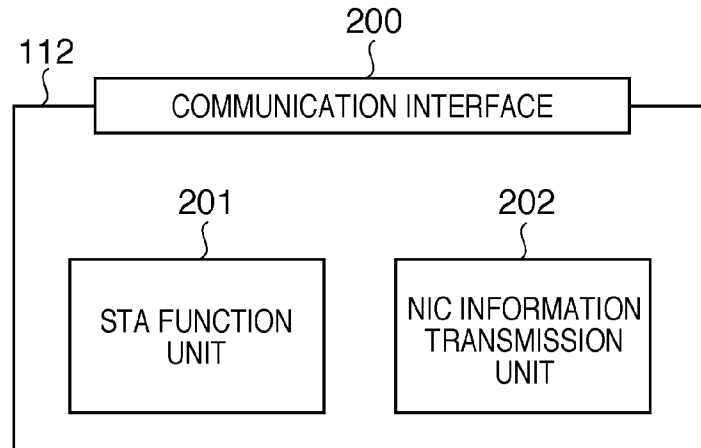 200
112
COMMUNICATION INTERFACE
201
202
STA FUNCTION
UNIT
NIC INFORMATION
TRANSMISSION
UNIT